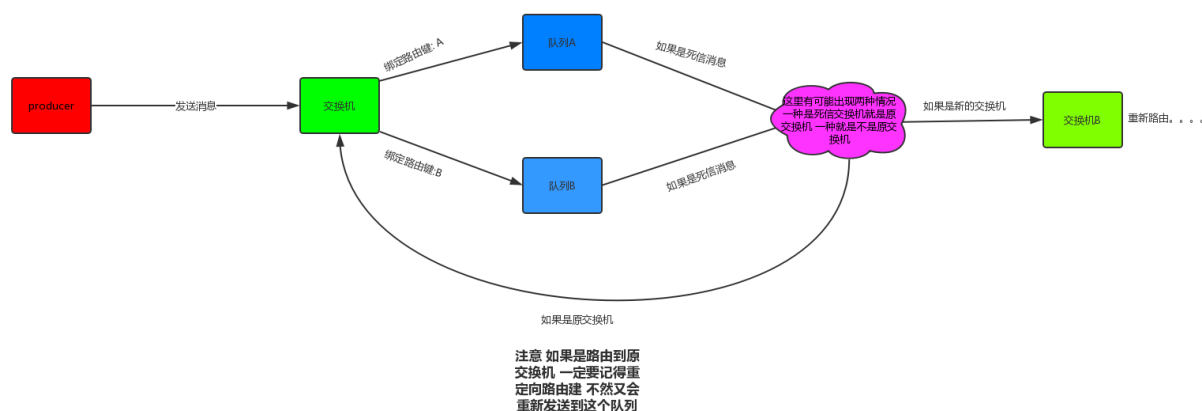 producer
发送消息
交换机
绑定路由键: A
绑定路由键:B
队列A
队列B
如果是死信消息
如果是死信消息
这里有可能出现两种情况
一种是死信交换机就是原
交换机 一种就是不是原交
换机
如果是新的交换机
交换机B
重新路由。。。。
如果是原交换机
注意 如果是路由到原
交换机 一定要记得重
定向路由建 不然又会
重新发送到这个队列